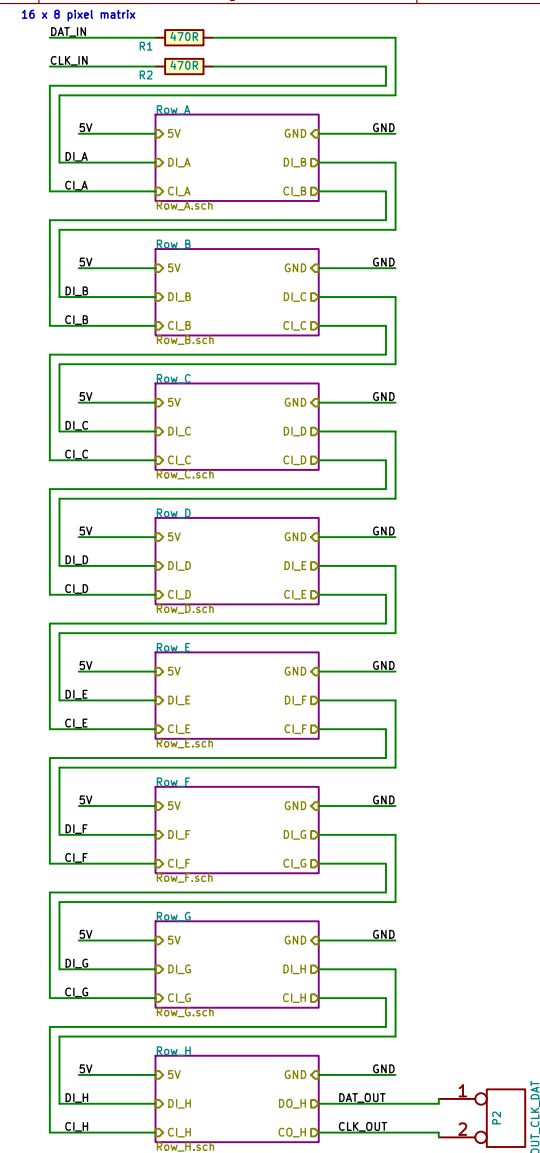 16 x 8 pixel matrix
DAT_IN
R1 470R
CLK_IN
R2 470R
Row_A
5V 5V GND GND
DI_A DI_A DI_B
CI_A CI_A CI_B
Row_A.sch
Row_B
5V 5V GND GND
DI_B DI_B DI_C
CI_B CI_B CI_C
Row_B.sch
Row_C
5V 5V GND GND
DI_C DI_C DI_D
CI_C CI_C CI_D
Row_C.sch
Row_D
5V 5V GND GND
DI_D DI_D DI_E
CI_D CI_D CI_E
Row_D.sch
Row_E
5V 5V GND GND
DI_E DI_E DI_F
CI_E CI_E CI_F
Row_E.sch
Row_F
5V 5V GND GND
DI_F DI_F DI_G
CI_F CI_F CI_G
Row_F.sch
Row_G
5V 5V GND GND
DI_G DI_G DI_H
CI_G CI_G CI_H
Row_G.sch
Row_H
5V 5V GND GND
DI_H DI_H DO_H DAT_OUT 1
CI_H CI_H CO_H CLK_OUT 2
Row_H.sch
P2
OUT_CLK_DAT